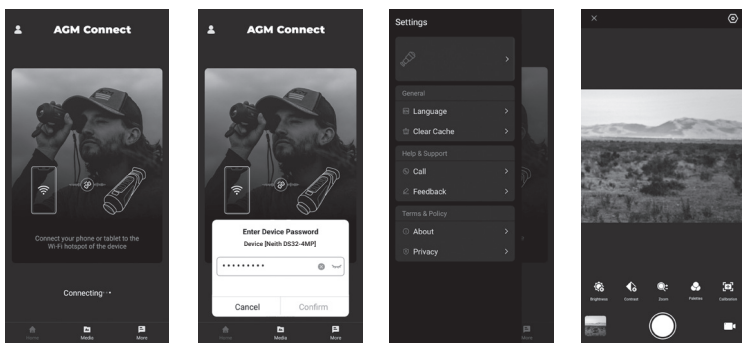 AGM Connect
Connect your phone or tablet to the
Wi-Fi hotspot of the device
Connecting···
Home
Media
More
AGM Connect
Enter Device Password
Device [Neith DS32-4MP]
Cancel
Confirm
Home
Media
More
Settings
General
Language
Clear Cache
Help & Support
Call
Feedback
Terms & Policy
About
Privacy
More
Brightness
Contrast
Zoom
Palettes
Calibration